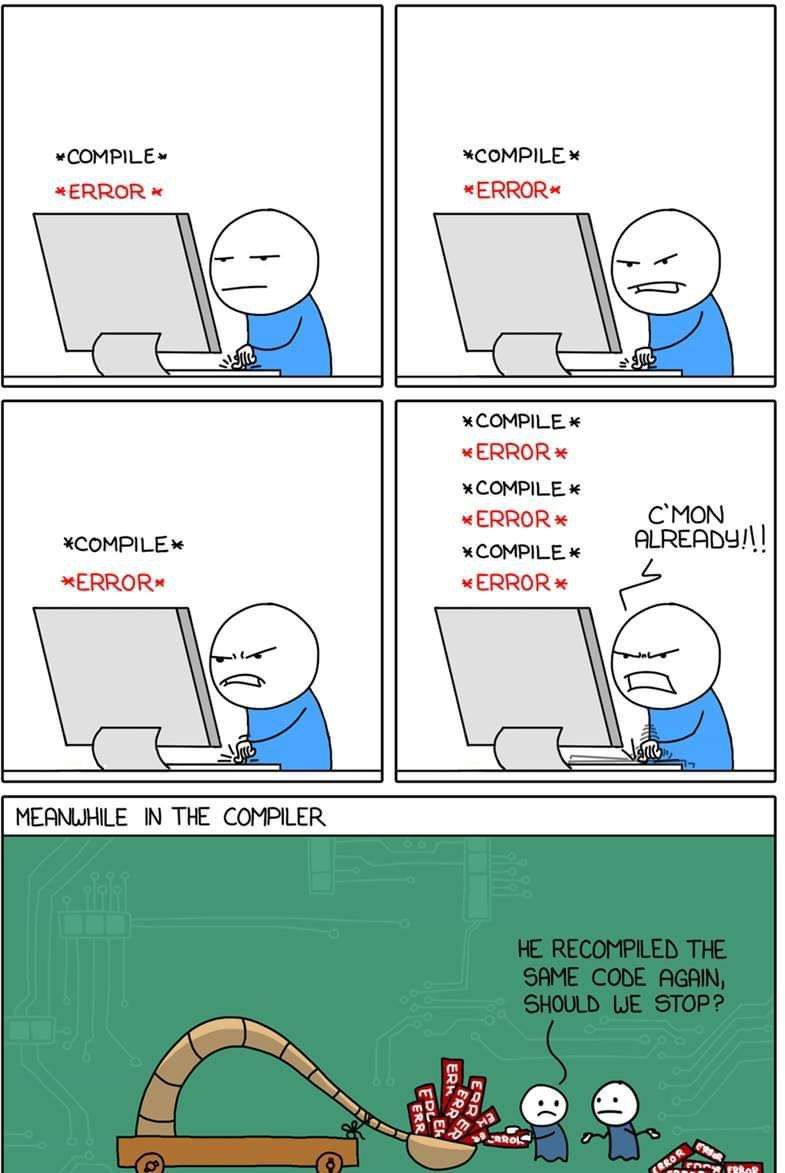 *COMPILE*
*ERROR*
*COMPILE*
*ERROR*
*COMPILE*
*ERROR*
*COMPILE*
*ERROR*
*COMPILE*
*ERROR*
*COMPILE*
*ERROR*
C'MON
ALREADY!!!
MEANWHILE IN THE COMPILER
HE RECOMPILED THE
SAME CODE AGAIN,
SHOULD WE STOP?
ERROR
ERROR